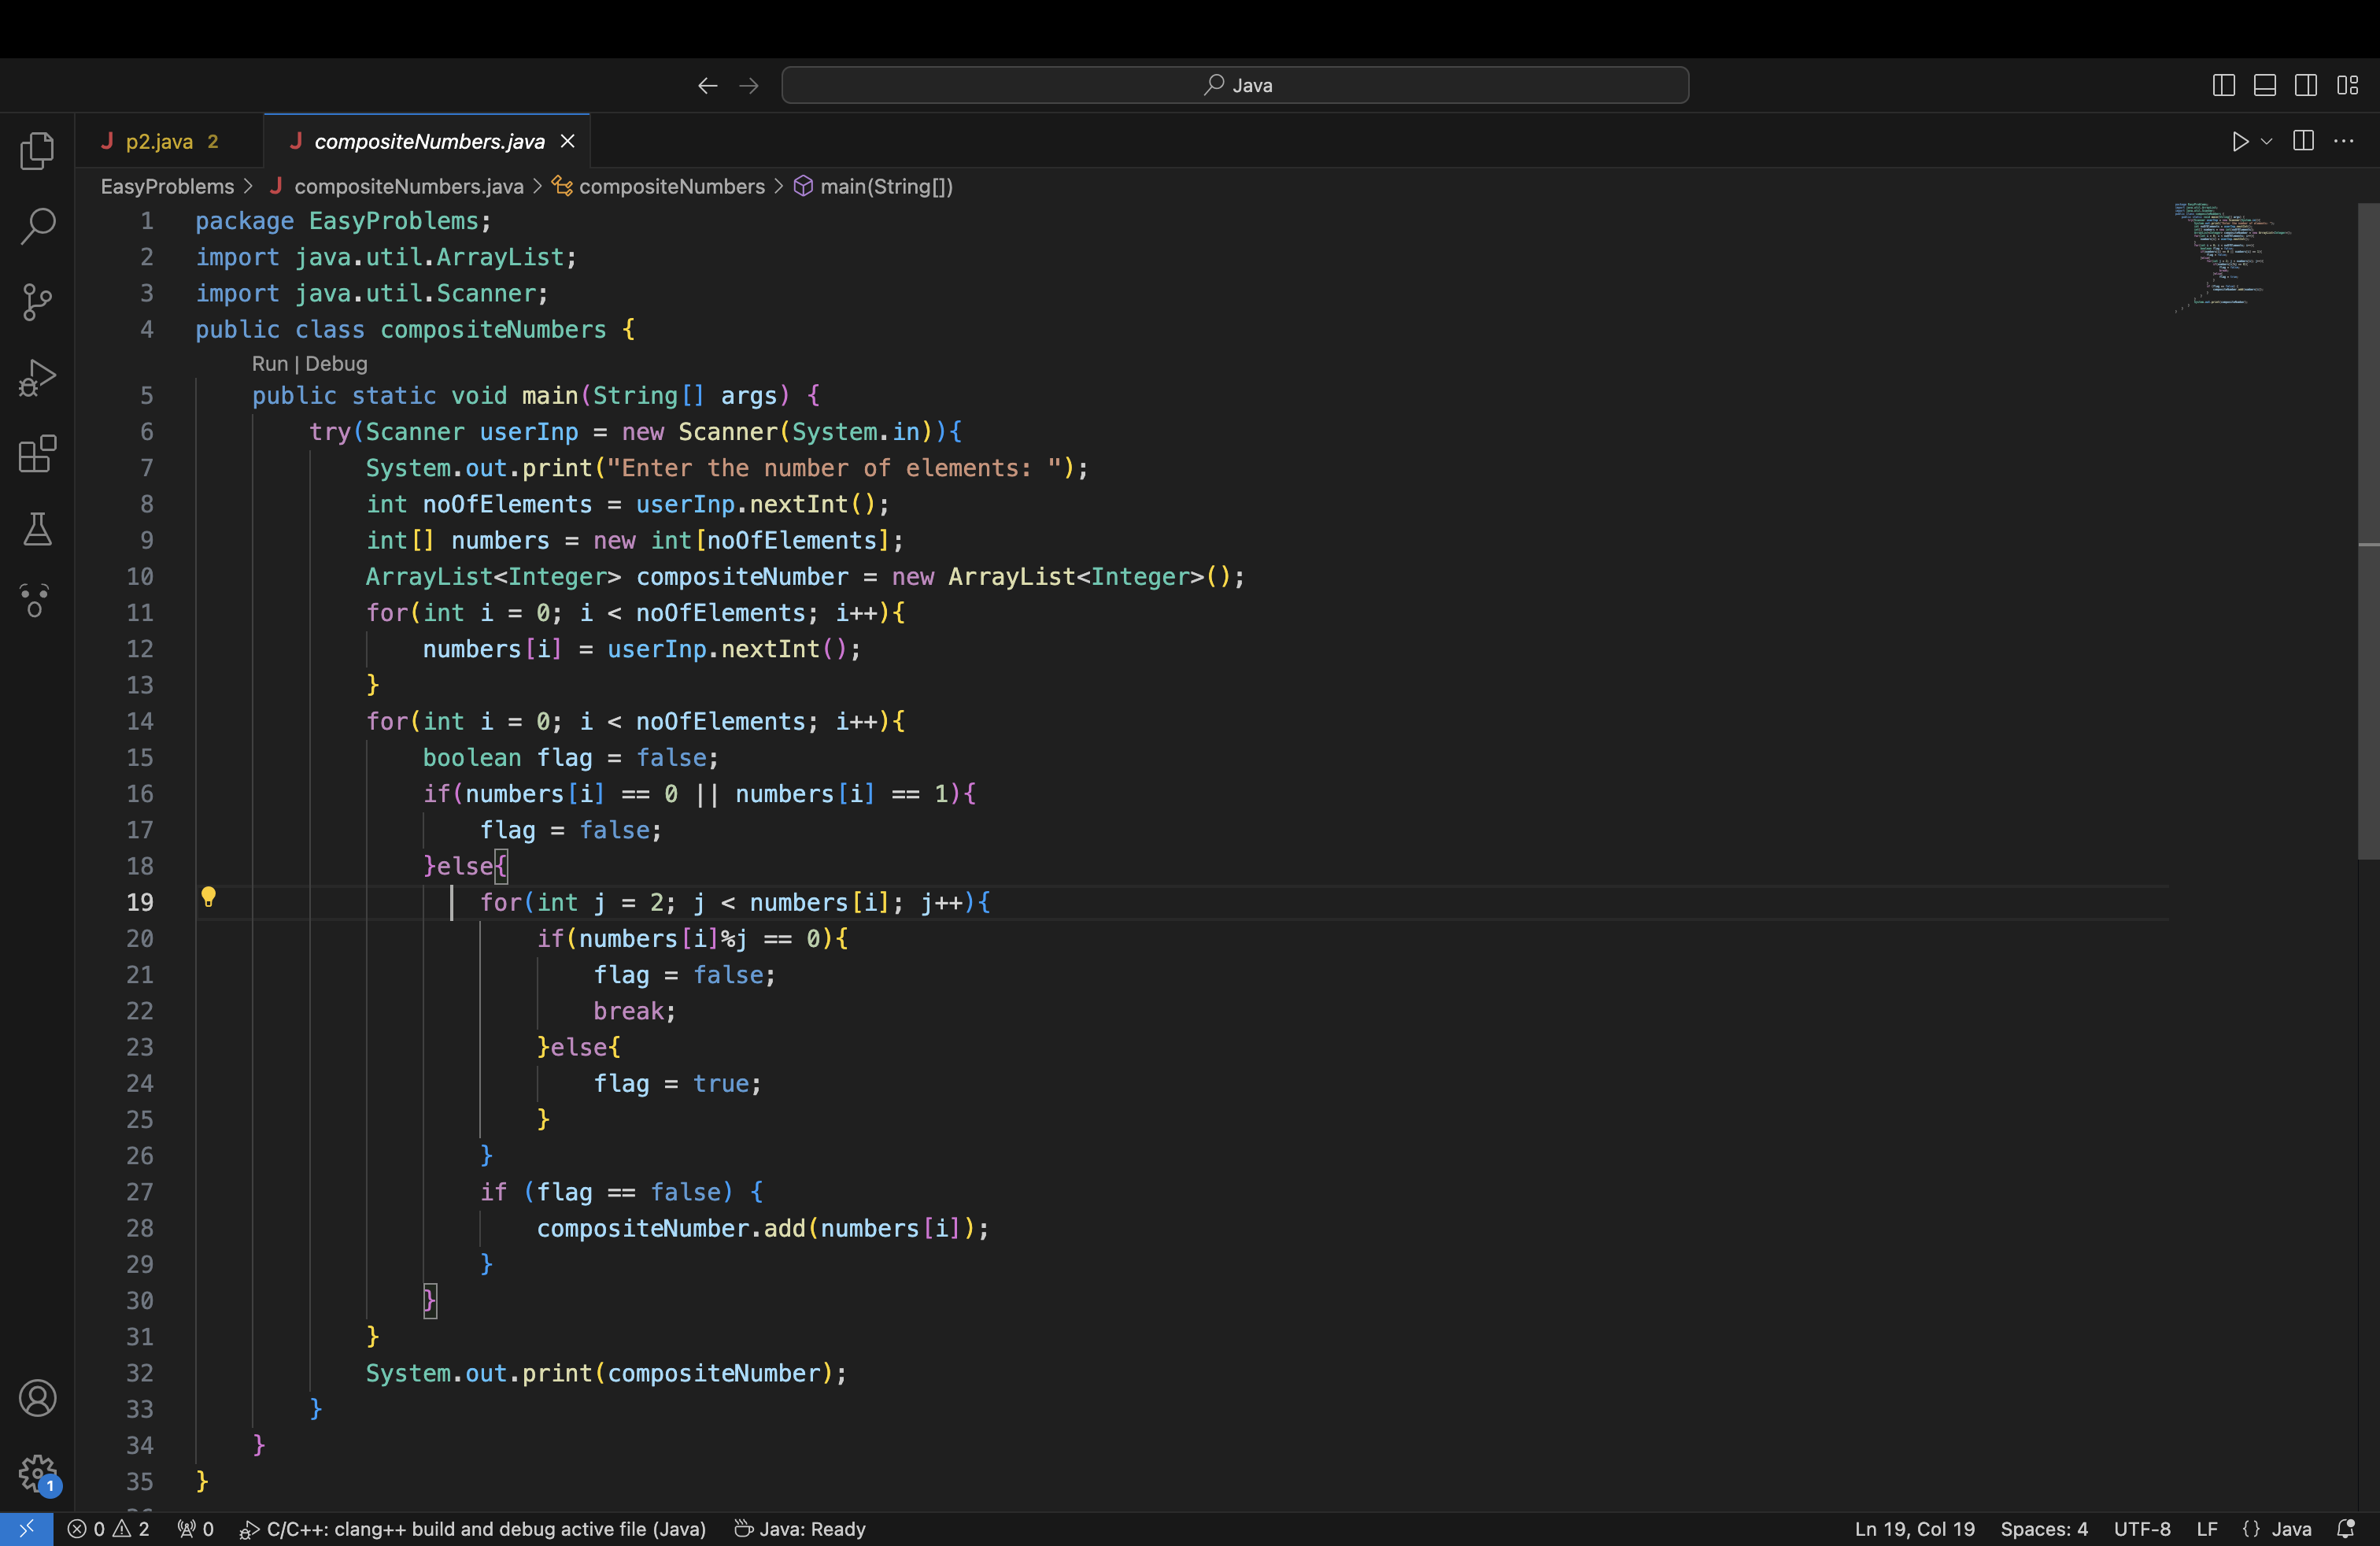 Java
p2.java 2
compositeNumbers.java
EasyProblems > compositeNumbers.java > compositeNumbers > main(String[])
1 package EasyProblems;
2 import java.util.ArrayList;
3 import java.util.Scanner;
4 public class compositeNumbers {
Run | Debug
5 public static void main(String[] args) {
6 try(Scanner userInp = new Scanner(System.in)){
7 System.out.print("Enter the number of elements: ");
8 int noOfElements = userInp.nextInt();
9 int[] numbers = new int[noOfElements];
10 ArrayList<Integer> compositeNumber = new ArrayList<Integer>();
11 for(int i = 0; i < noOfElements; i++){
12 numbers[i] = userInp.nextInt();
13 }
14 for(int i = 0; i < noOfElements; i++){
15 boolean flag = false;
16 if(numbers[i] == 0 || numbers[i] == 1){
17 flag = false;
18 }else{
19 for(int j = 2; j < numbers[i]; j++){
20 if(numbers[i]%j == 0){
21 flag = false;
22 break;
23 }else{
24 flag = true;
25 }
26 }
27 if (flag == false) {
28 compositeNumber.add(numbers[i]);
29 }
30 }
31 }
32 System.out.print(compositeNumber);
33 }
34 }
35 }
1
0 2 0 C/C++: clang++ build and debug active file (Java) Java: Ready Ln 19, Col 19 Spaces: 4 UTF-8 LF {} Java